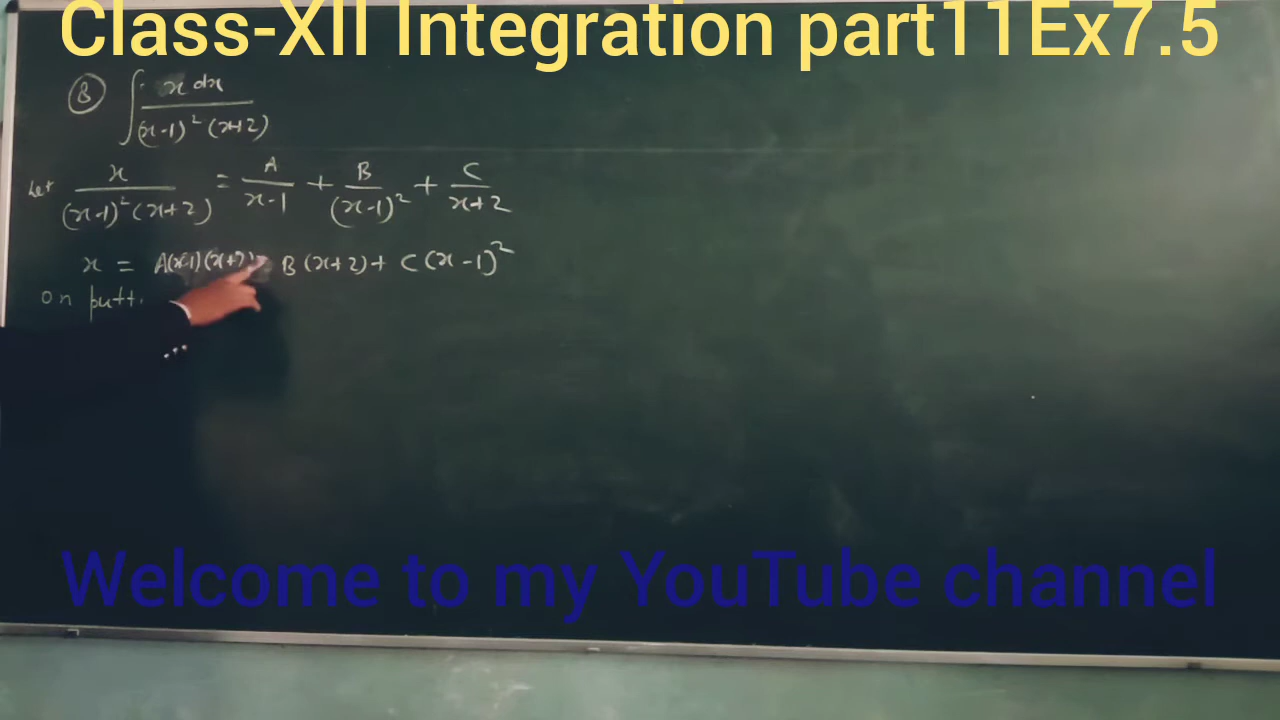 Class-XII Integration part11Ex7.5
⑧ ∫ x dx / (x-1)² (x+2)
Let x / (x-1)² (x+2) = A / x-1 + B / (x-1)² + C / x+2
x = A(x-1)(x+2) + B (x+2) + C (x-1)²
on putt
Welcome to my YouTube channel